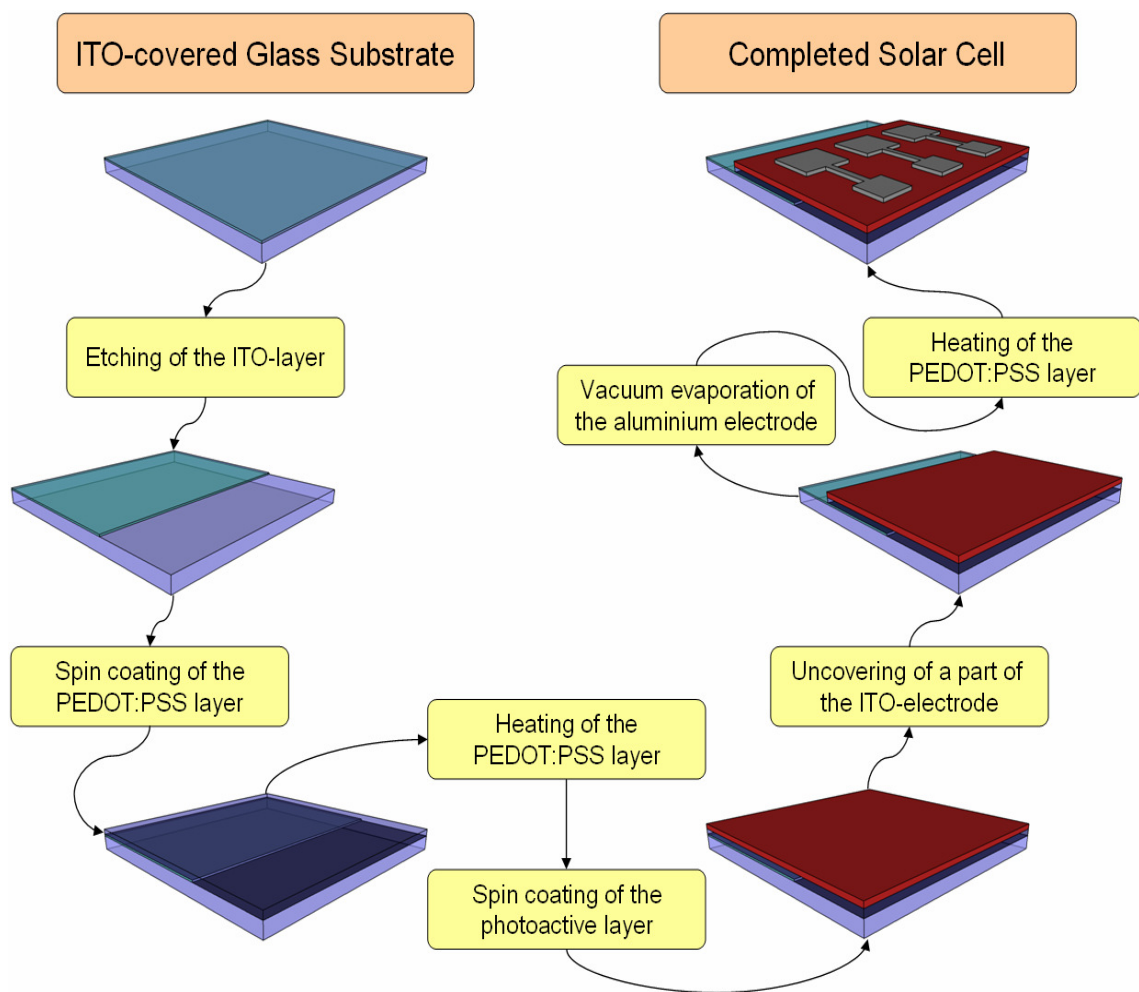 ITO-covered Glass Substrate
Completed Solar Cell
Etching of the ITO-layer
Spin coating of the
PEDOT:PSS layer
Heating of the
PEDOT:PSS layer
Spin coating of the
photoactive layer
Uncovering of a part of
the ITO-electrode
Vacuum evaporation of
the aluminium electrode
Heating of the
PEDOT:PSS layer